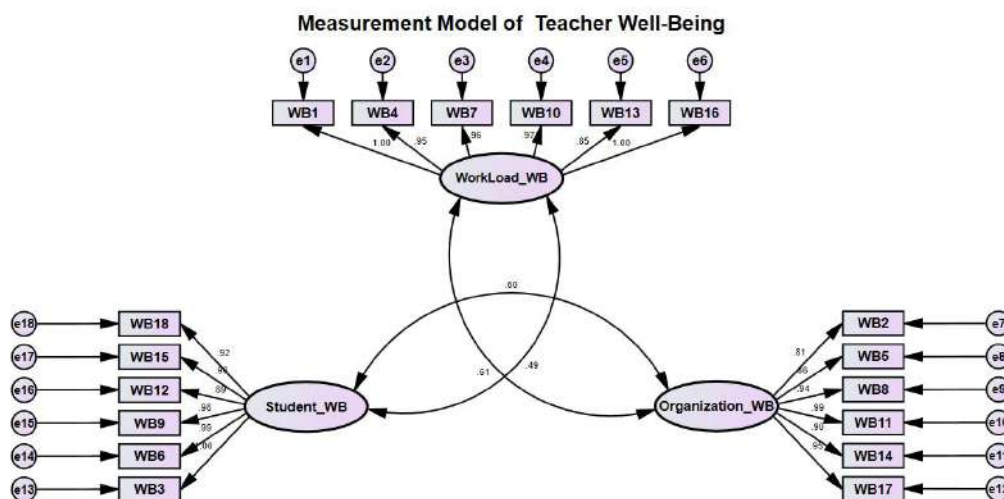 Measurement Model of Teacher Well-Being
e1 e2 e3 e4 e5 e6
WB1 WB4 WB7 WB10 WB13 WB16
1.00 .95 .96 .97 .85 1.00
WorkLoad_WB
.60
.61 .49
e18 WB18 .92
e17 WB15
e16 WB12 .89
e15 WB9 .96
e14 WB6 .99
e13 WB3
Student_WB
Organization_WB
.81 WB2 e7
WB5 e8
.94 WB8 e9
.99 WB11
.90 WB14
.95 WB17